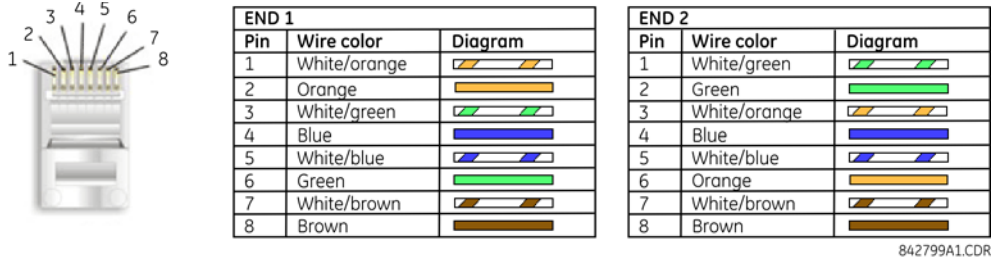 1 2 3 4 5 6 7 8
END 1
Pin Wire color Diagram
1 White/orange
2 Orange
3 White/green
4 Blue
5 White/blue
6 Green
7 White/brown
8 Brown
END 2
Pin Wire color Diagram
1 White/green
2 Green
3 White/orange
4 Blue
5 White/blue
6 Orange
7 White/brown
8 Brown
842799A1.CDR